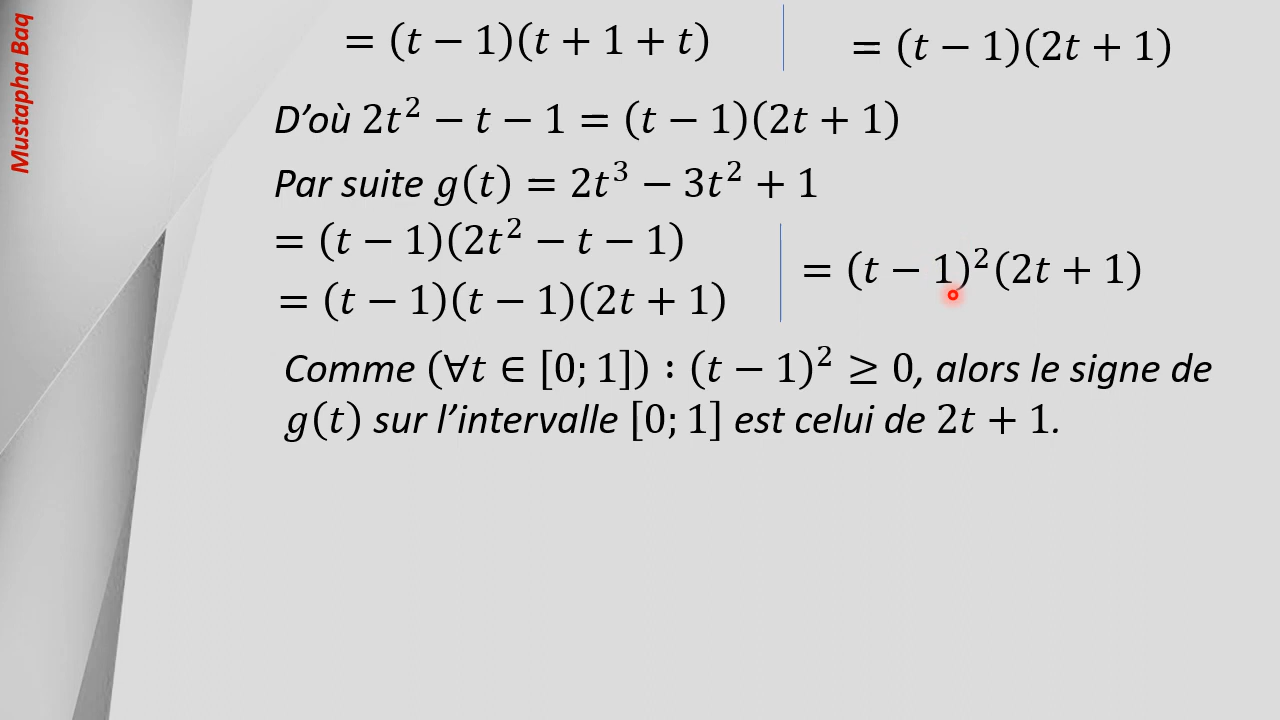 Mustapha Baq
= (t − 1)(t + 1 + t)
= (t − 1)(2t + 1)
D’où 2t² − t − 1 = (t − 1)(2t + 1)
Par suite g(t) = 2t³ − 3t² + 1
= (t − 1)(2t² − t − 1)
= (t − 1)(t − 1)(2t + 1)
= (t − 1)²(2t + 1)
Comme (∀t ∈ [0; 1]) : (t − 1)² ≥ 0, alors le signe de
g(t) sur l’intervalle [0; 1] est celui de 2t + 1.